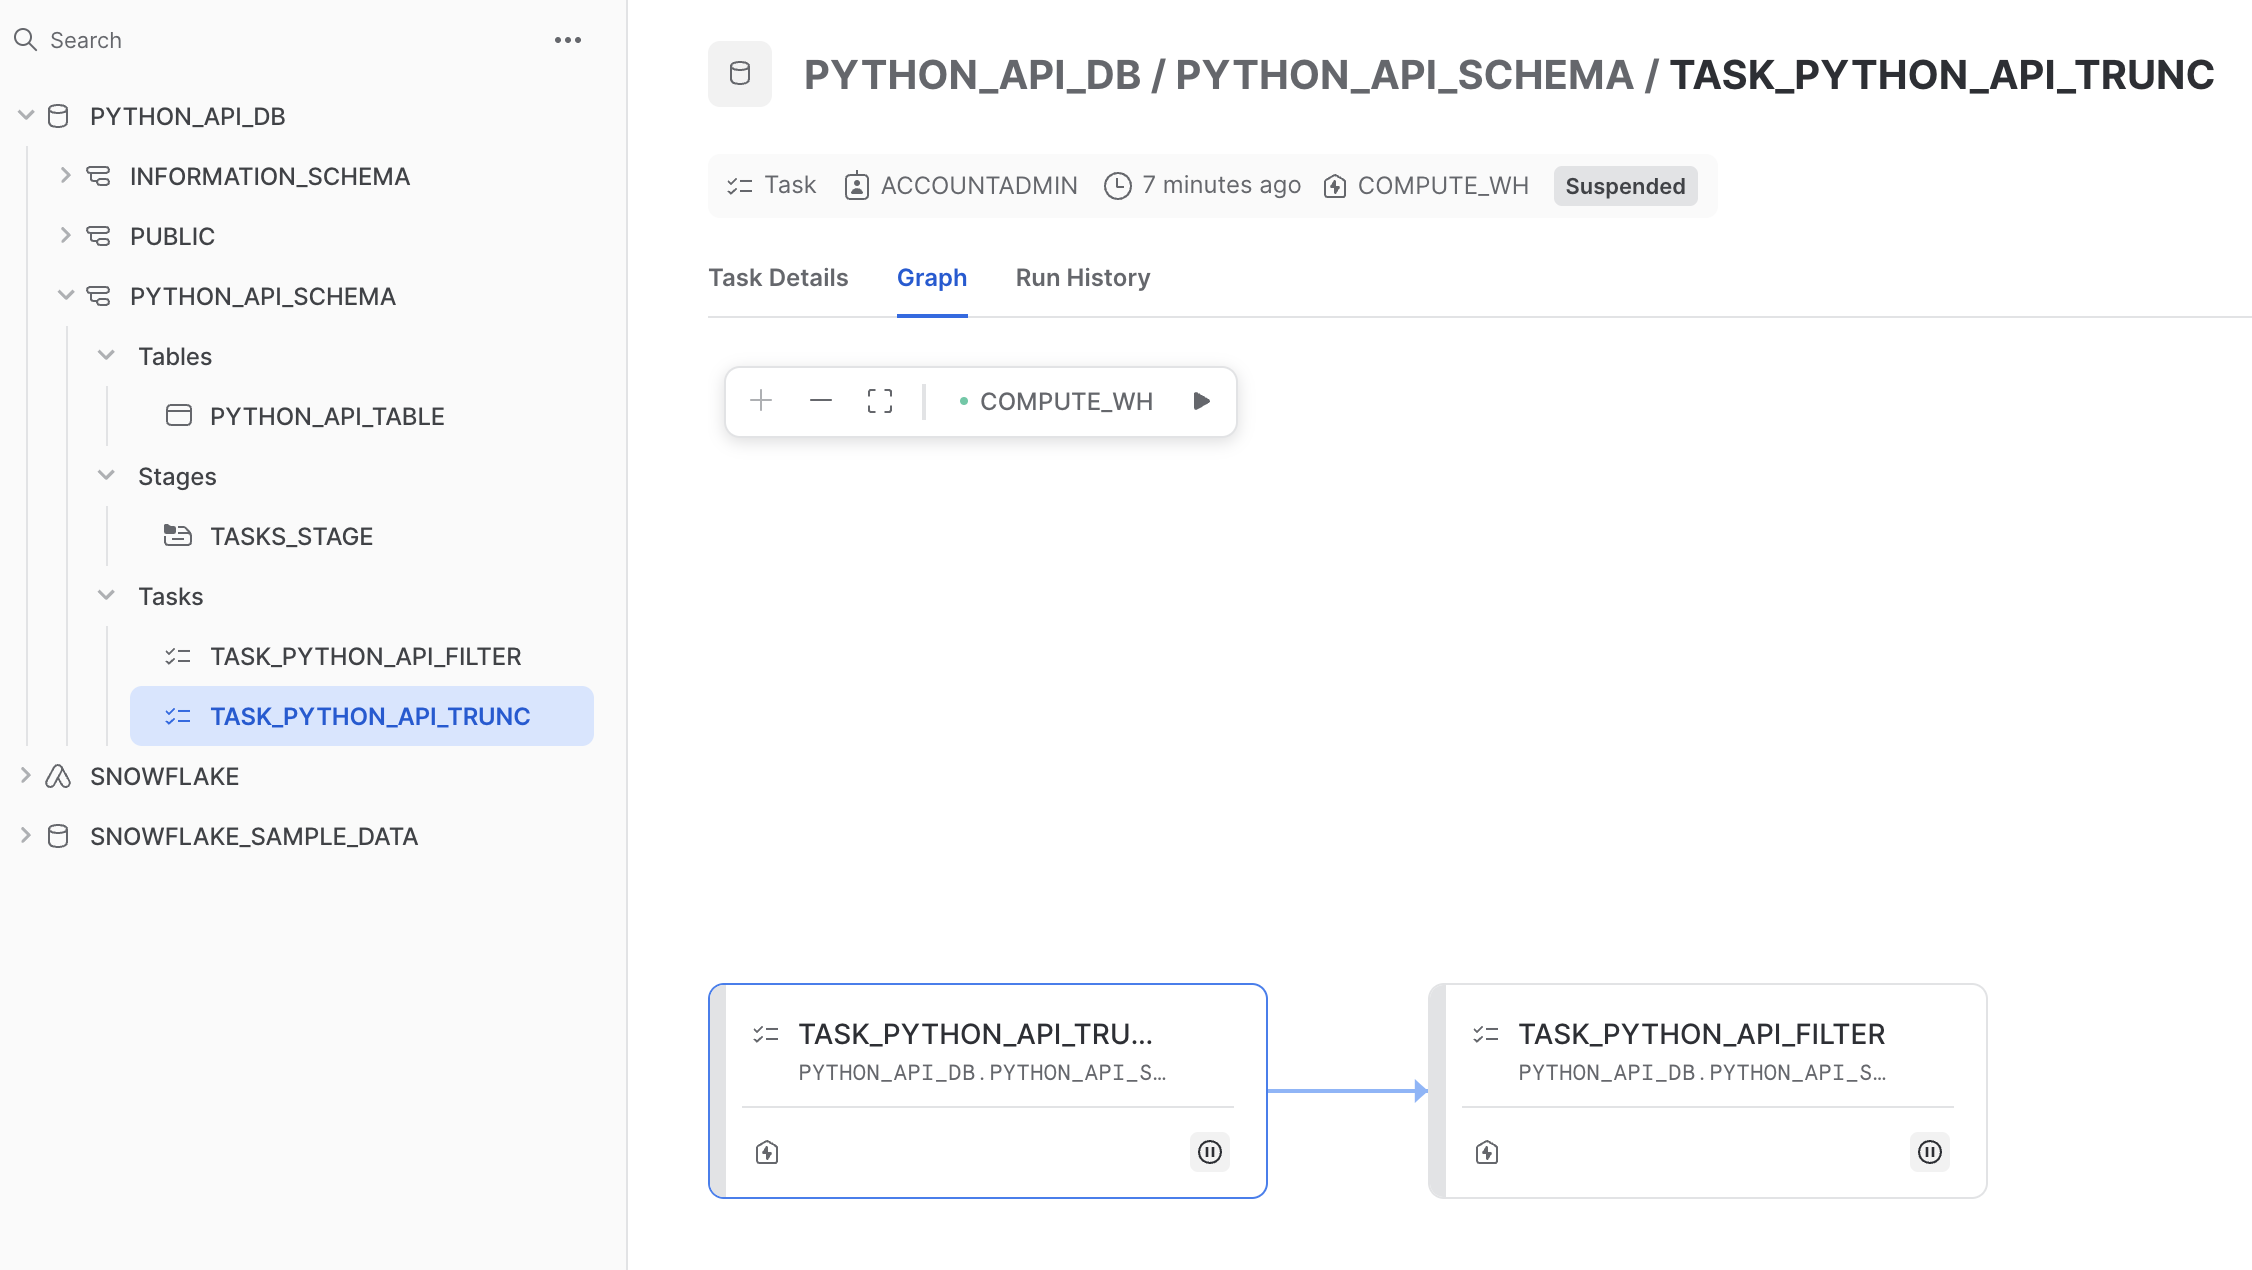 Search
PYTHON_API_DB
INFORMATION_SCHEMA
PUBLIC
PYTHON_API_SCHEMA
Tables
PYTHON_API_TABLE
Stages
TASKS_STAGE
Tasks
TASK_PYTHON_API_FILTER
TASK_PYTHON_API_TRUNC
SNOWFLAKE
SNOWFLAKE_SAMPLE_DATA
PYTHON_API_DB / PYTHON_API_SCHEMA / TASK_PYTHON_API_TRUNC
Task ACCOUNTADMIN 7 minutes ago COMPUTE_WH Suspended
Task Details Graph Run History
COMPUTE_WH
TASK_PYTHON_API_TRU...
PYTHON_API_DB.PYTHON_API_S…
TASK_PYTHON_API_FILTER
PYTHON_API_DB.PYTHON_API_S…